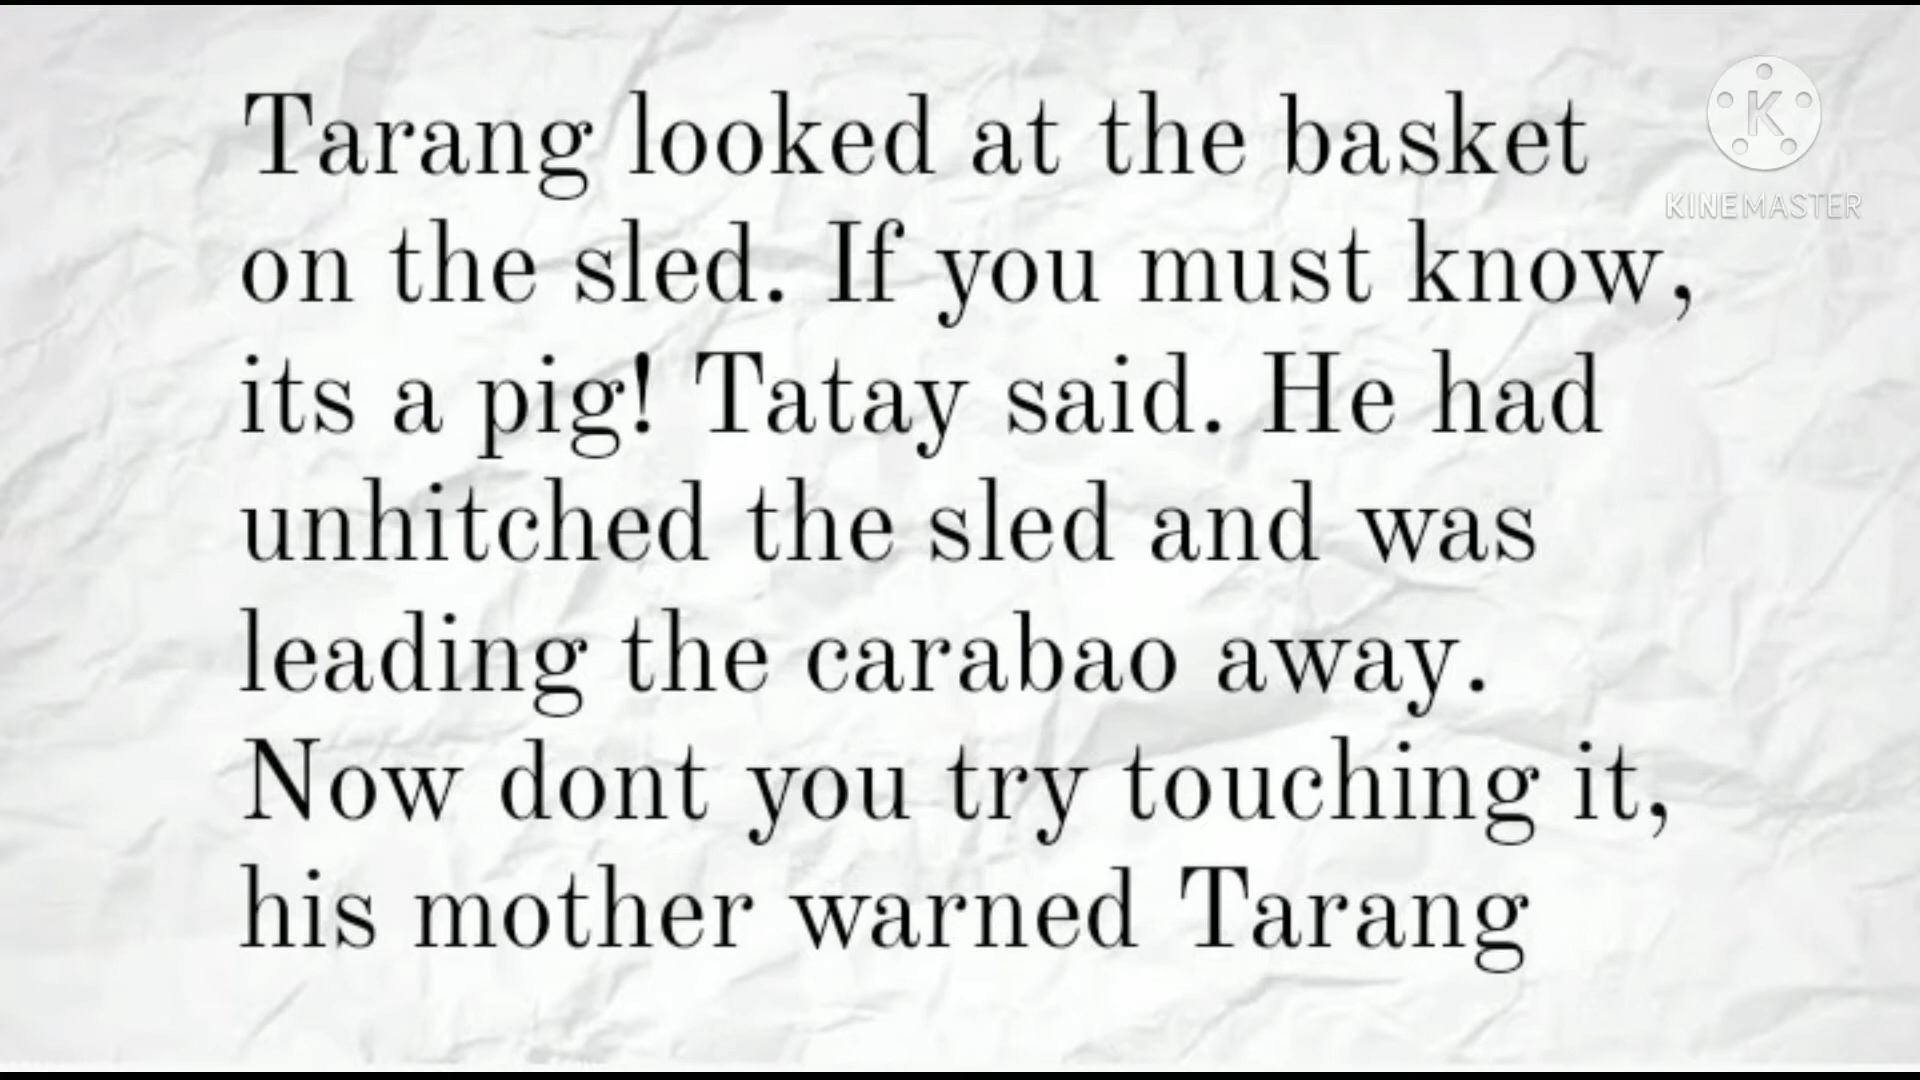 Tarang looked at the basket
on the sled. If you must know,
its a pig! Tatay said. He had
unhitched the sled and was
leading the carabao away.
Now dont you try touching it,
his mother warned Tarang
K
KINEMASTER